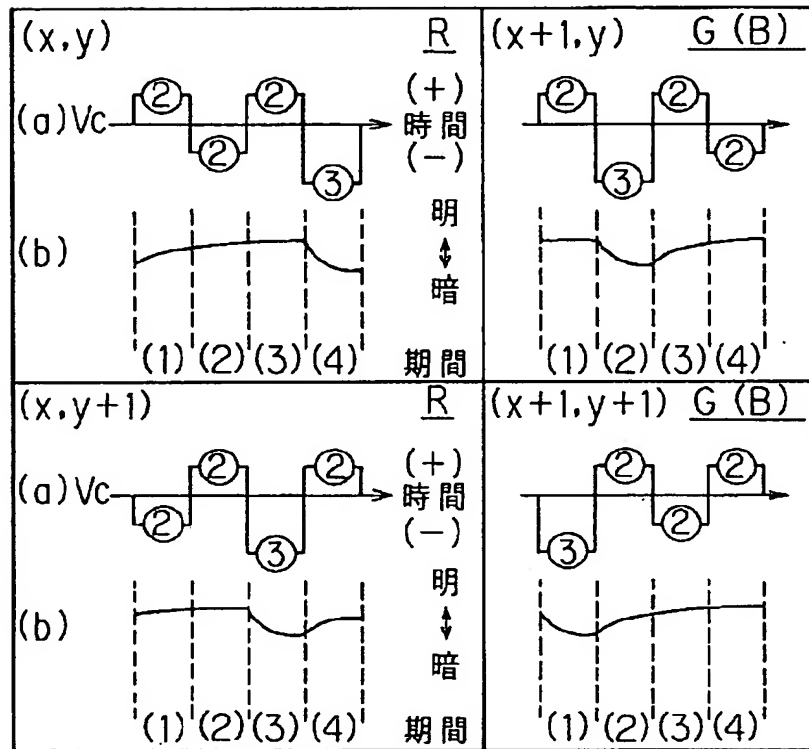 (x,y) R
② ② (+)
(a) Vc 時間
② (−)
③
明
(b)
暗
(1) (2) (3) (4) 期間
(x+1,y) G (B)
② ②
②
③
(1) (2) (3) (4)
(x,y+1) R
② ② (+)
(a) Vc 時間
② (−)
③
明
(b)
暗
(1) (2) (3) (4) 期間
(x+1,y+1) G (B)
② ②
②
③
(1) (2) (3) (4)